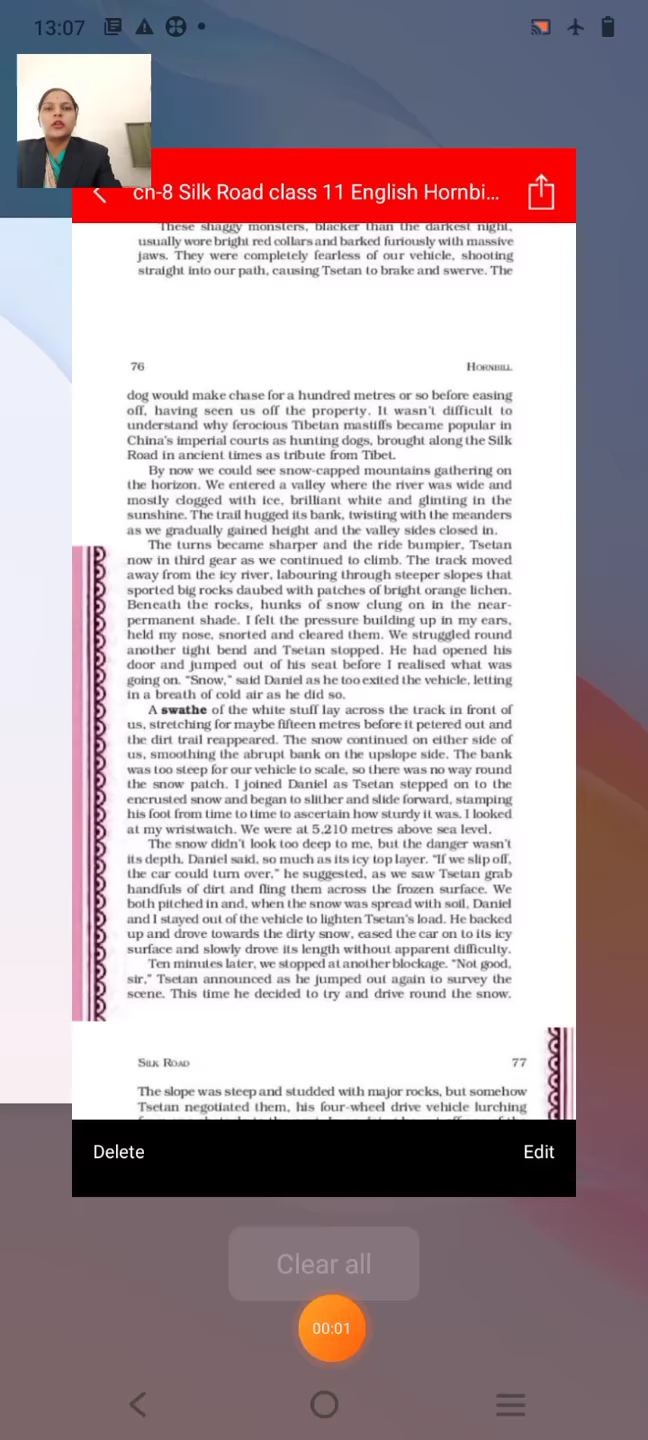 13:07
cn-8 Silk Road class 11 English Hornbi...
These shaggy monsters, blacker than the darkest night,
usually wore bright red collars and barked furiously with massive
jaws. They were completely fearless of our vehicle, shooting
straight into our path, causing Tsetan to brake and swerve. The
76 HORNBILL
dog would make chase for a hundred metres or so before easing
off, having seen us off the property. It wasn't difficult to
understand why ferocious Tibetan mastiffs became popular in
China's imperial courts as hunting dogs, brought along the Silk
Road in ancient times as tribute from Tibet.
By now we could see snow-capped mountains gathering on
the horizon. We entered a valley where the river was wide and
mostly clogged with ice, brilliant white and glinting in the
sunshine. The trail hugged its bank, twisting with the meanders
as we gradually gained height and the valley sides closed in.
The turns became sharper and the ride bumpier, Tsetan
now in third gear as we continued to climb. The track moved
away from the icy river, labouring through steeper slopes that
sported big rocks daubed with patches of bright orange lichen.
Beneath the rocks, hunks of snow clung on in the near-
permanent shade. I felt the pressure building up in my ears,
held my nose, snorted and cleared them. We struggled round
another tight bend and Tsetan stopped. He had opened his
door and jumped out of his seat before I realised what was
going on. "Snow," said Daniel as he too exited the vehicle, letting
in a breath of cold air as he did so.
A swathe of the white stuff lay across the track in front of
us, stretching for maybe fifteen metres before it petered out and
the dirt trail reappeared. The snow continued on either side of
us, smoothing the abrupt bank on the upslope side. The bank
was too steep for our vehicle to scale, so there was no way round
the snow patch. I joined Daniel as Tsetan stepped on to the
encrusted snow and began to slither and slide forward, stamping
his foot from time to time to ascertain how sturdy it was. I looked
at my wristwatch. We were at 5,210 metres above sea level.
The snow didn't look too deep to me, but the danger wasn't
its depth, Daniel said, so much as its icy top layer. "If we slip off,
the car could turn over," he suggested, as we saw Tsetan grab
handfuls of dirt and fling them across the frozen surface. We
both pitched in and, when the snow was spread with soil, Daniel
and I stayed out of the vehicle to lighten Tsetan's load. He backed
up and drove towards the dirty snow, eased the car on to its icy
surface and slowly drove its length without apparent difficulty.
Ten minutes later, we stopped at another blockage. "Not good,
sir," Tsetan announced as he jumped out again to survey the
scene. This time he decided to try and drive round the snow.
SILK ROAD 77
The slope was steep and studded with major rocks, but somehow
Tsetan negotiated them, his four-wheel drive vehicle lurching
Delete Edit
Clear all
00:01